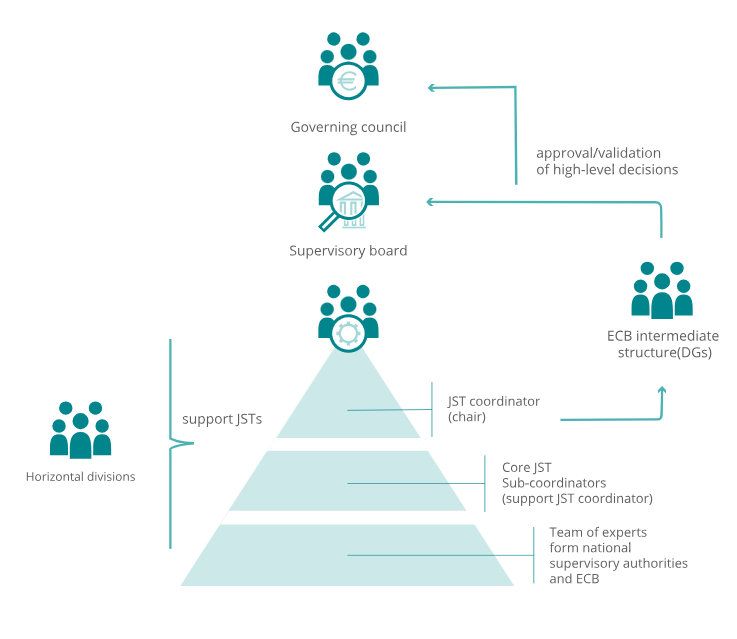 Governing council
approval/validation
of high-level decisions
Supervisory board
ECB intermediate
structure(DGs)
JST coordinator
(chair)
support JSTs
Horizontal divisions
Core JST
Sub-coordinators
(support JST coordinator)
Team of experts
form national
supervisory authorities
and ECB